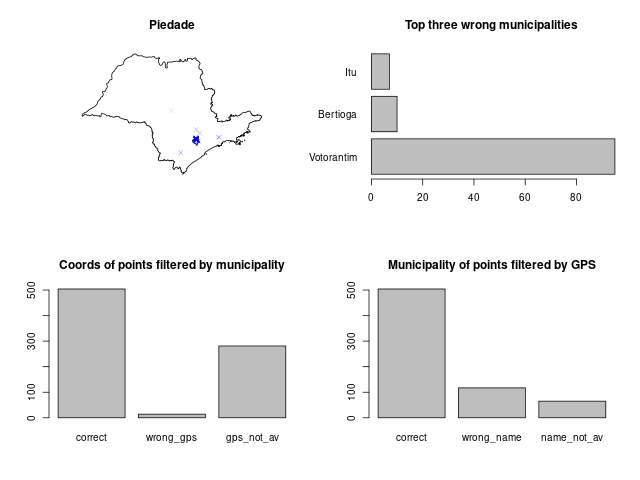 Piedade
Top three wrong municipalities
Itu
Bertioga
Votorantim
0 20 40 60 80
Coords of points filtered by municipality
500
300
100
0
correct wrong_gps gps_not_av
Municipality of points filtered by GPS
500
300
100
0
correct wrong_name name_not_av